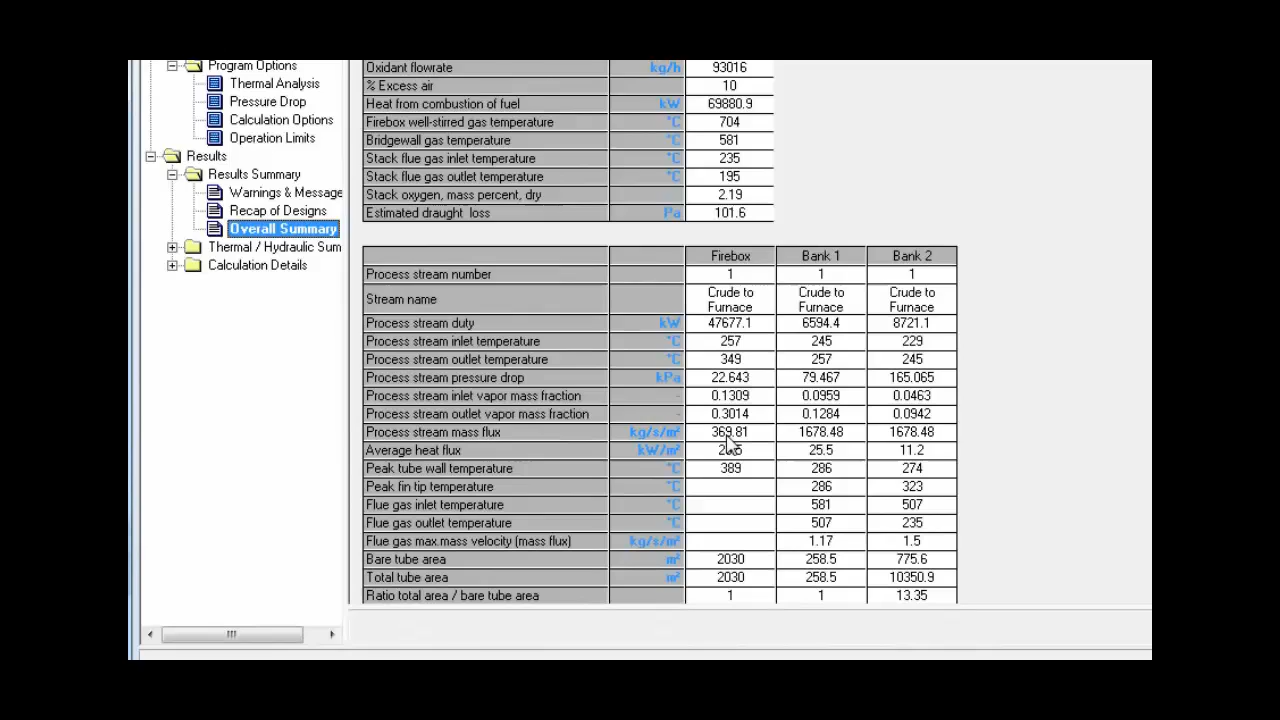 Program Options
Thermal Analysis
Pressure Drop
Calculation Options
Operation Limits
Results
Results Summary
Warnings & Message
Recap of Designs
Overall Summary
Thermal / Hydraulic Sum
Calculation Details
Oxidant flowrate kg/h 93016
% Excess air 10
Heat from combustion of fuel kW 69880.9
Firebox well-stirred gas temperature °C 704
Bridgewall gas temperature °C 581
Stack flue gas inlet temperature °C 235
Stack flue gas outlet temperature °C 195
Stack oxygen, mass percent, dry 2.19
Estimated draught loss Pa 101.6
Firebox Bank 1 Bank 2
Process stream number 1 1 1
Stream name Crude to Furnace Crude to Furnace Crude to Furnace
Process stream duty kW 47677.1 6594.4 8721.1
Process stream inlet temperature °C 257 245 229
Process stream outlet temperature °C 349 257 245
Process stream pressure drop kPa 22.643 79.467 165.065
Process stream inlet vapor mass fraction - 0.1309 0.0959 0.0463
Process stream outlet vapor mass fraction - 0.3014 0.1284 0.0942
Process stream mass flux kg/s/m² 369.81 1678.48 1678.48
Average heat flux kW/m² 25.5 11.2
Peak tube wall temperature °C 389 286 274
Peak fin tip temperature °C 286 323
Flue gas inlet temperature °C 581 507
Flue gas outlet temperature °C 507 235
Flue gas max.mass velocity (mass flux) kg/s/m² 1.17 1.5
Bare tube area m² 2030 258.5 775.6
Total tube area m² 2030 258.5 10350.9
Ratio total area / bare tube area 1 1 13.35